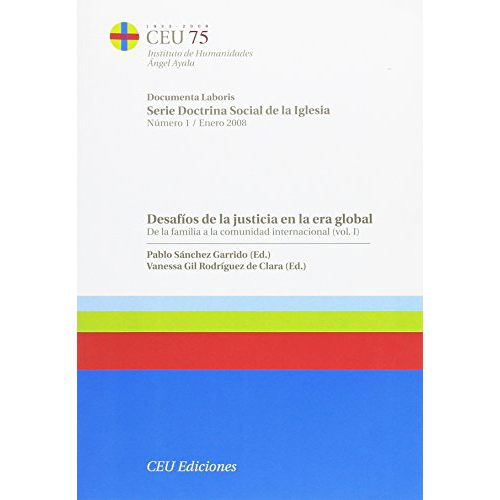 1933-2008
CEU 75
Instituto de Humanidades
Ángel Ayala
Documenta Laboris
Serie Doctrina Social de la Iglesia
Número 1 / Enero 2008
Desafíos de la justicia en la era global
De la familia a la comunidad internacional (vol. I)
Pablo Sánchez Garrido (Ed.)
Vanessa Gil Rodríguez de Clara (Ed.)
CEU Ediciones